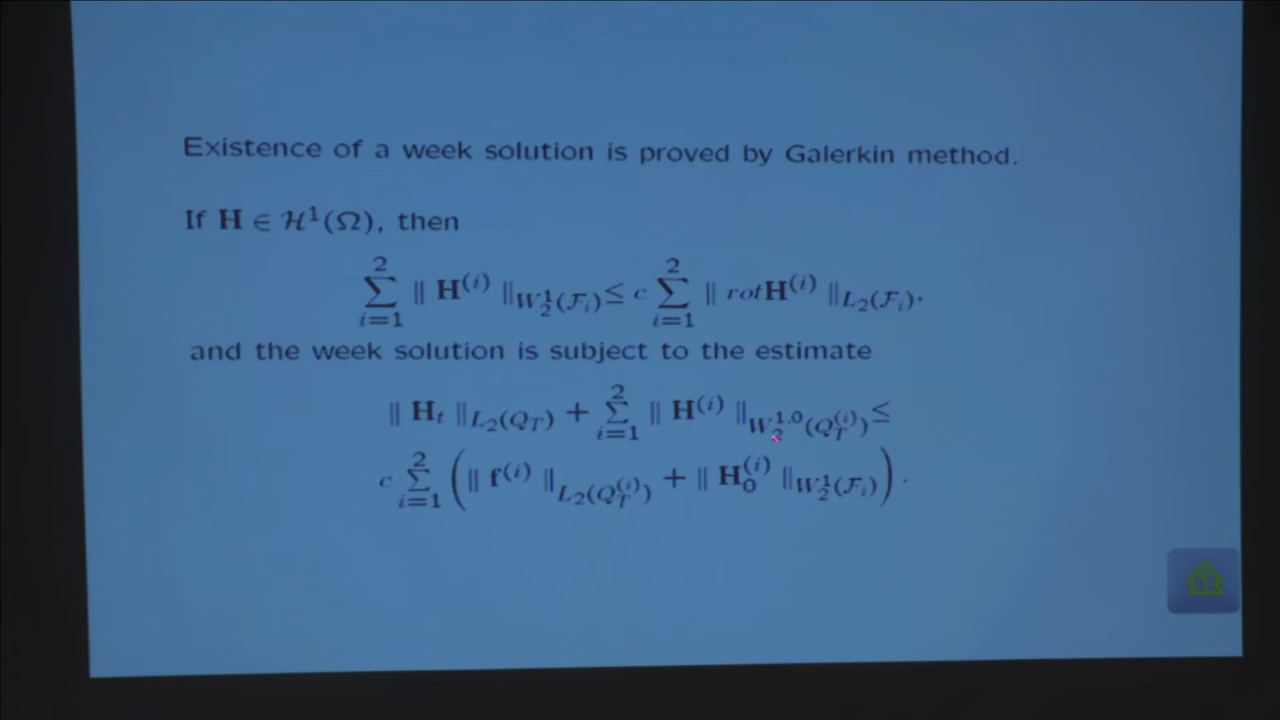 Existence of a week solution is proved by Galerkin method.
If H ∈ ℋ¹(Ω), then
∑_{i=1}^{2} ‖ H^{(i)} ‖_{W_2^1(ℱ_i)} ≤ c ∑_{i=1}^{2} ‖ rotH^{(i)} ‖_{L_2(ℱ_i)}.
and the week solution is subject to the estimate
‖ H_t ‖_{L_2(Q_T)} + ∑_{i=1}^{2} ‖ H^{(i)} ‖_{W_2^{1,0}(Q_T^{(i)})} ≤
c ∑_{i=1}^{2} ( ‖ f^{(i)} ‖_{L_2(Q_T^{(i)})} + ‖ H_0^{(i)} ‖_{W_2^1(ℱ_i)} ) .